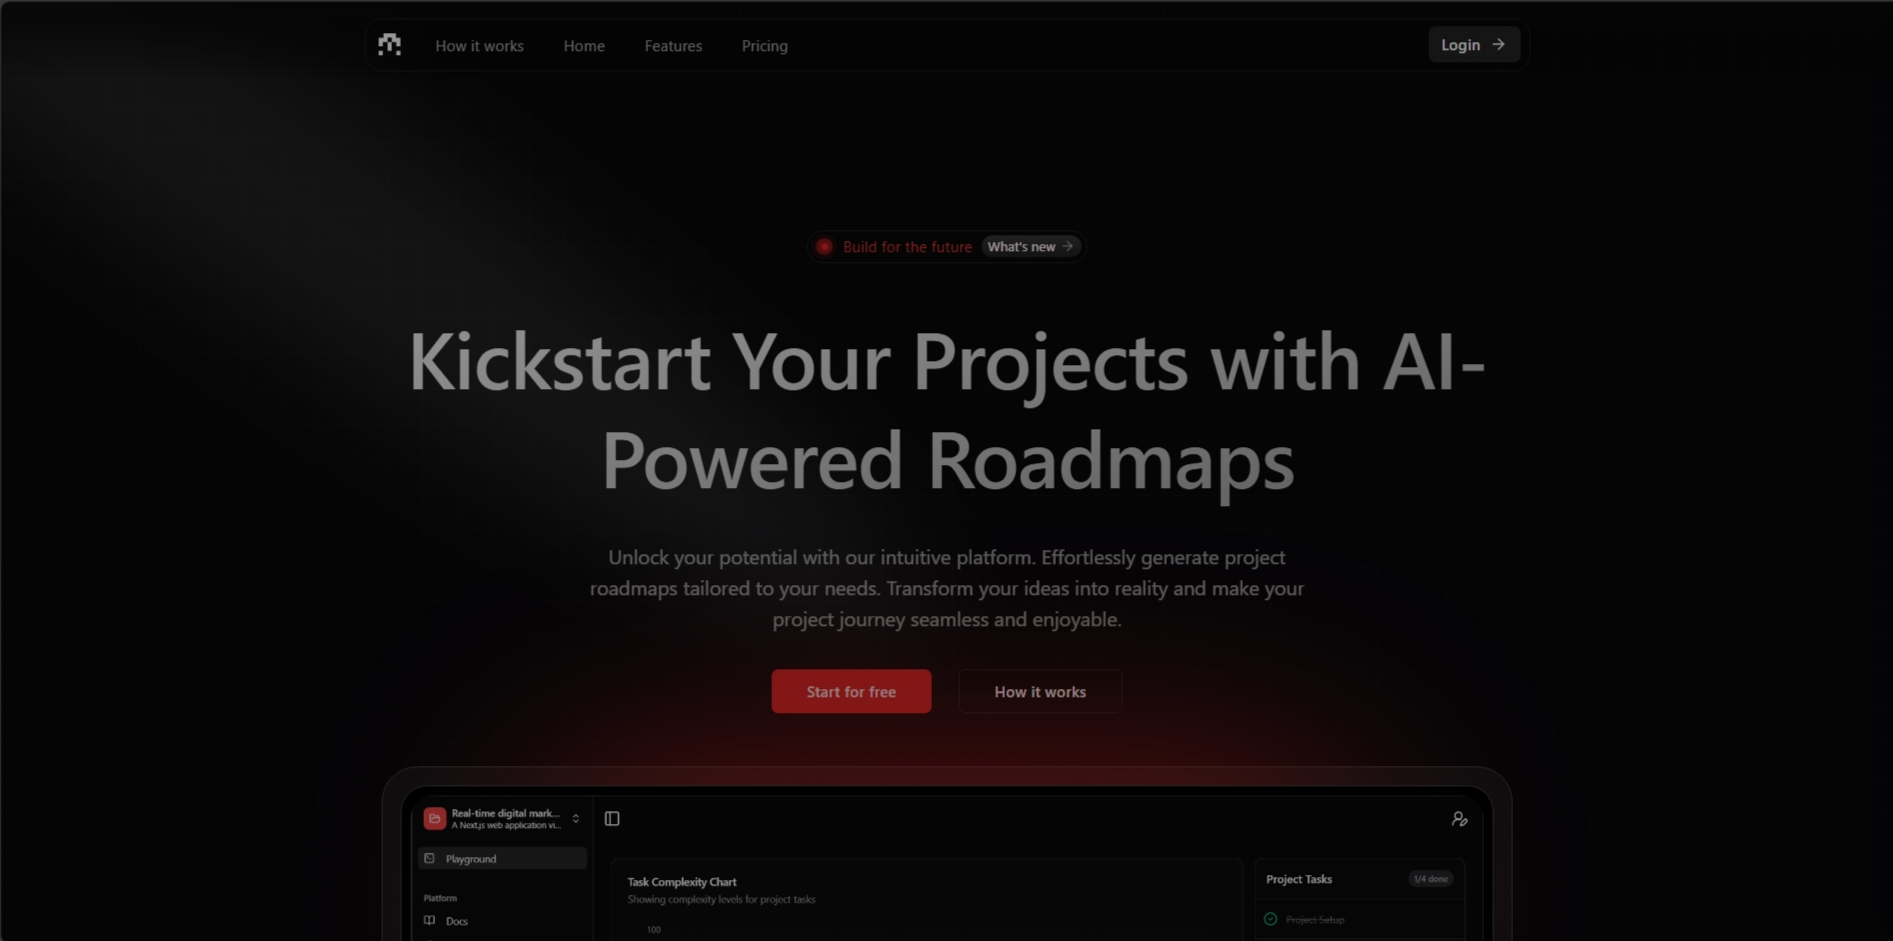 How it works
Home
Features
Pricing
Login
Build for the future
What's new
Kickstart Your Projects with AI-
Powered Roadmaps
Unlock your potential with our intuitive platform. Effortlessly generate project
roadmaps tailored to your needs. Transform your ideas into reality and make your
project journey seamless and enjoyable.
Start for free
How it works
Real-time digital mark...
A Next.js web application vi...
Playground
Platform
Docs
Task Complexity Chart
Showing complexity levels for project tasks
100
Project Tasks
1/4 done
Project Setup